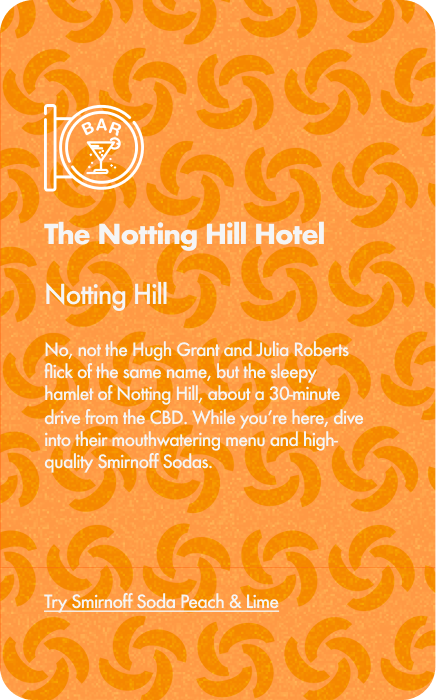 BAR
The Notting Hill Hotel
Notting Hill
No, not the Hugh Grant and Julia Roberts
flick of the same name, but the sleepy
hamlet of Notting Hill, about a 30-minute
drive from the CBD. While you’re here, dive
into their mouthwatering menu and high-
quality Smirnoff Sodas.
Try Smirnoff Soda Peach & Lime